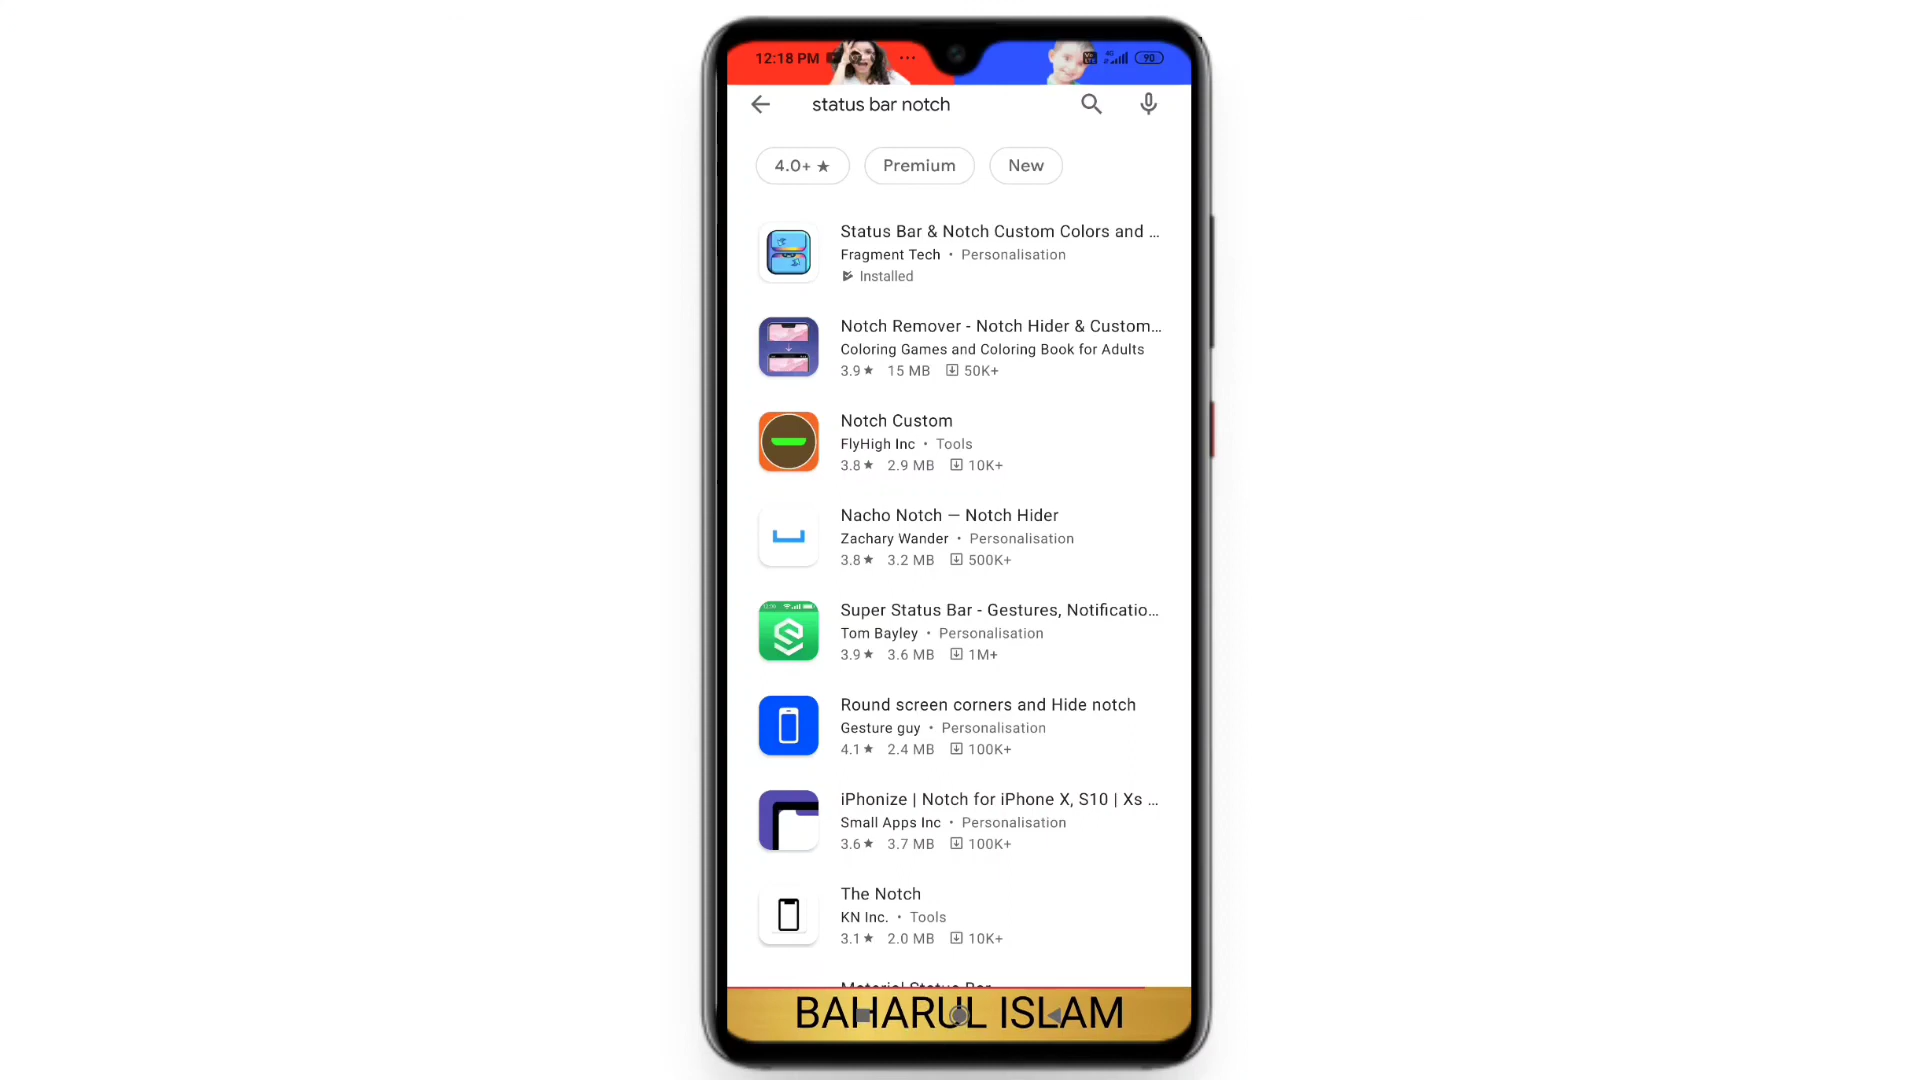 12:18 PM ... 4G 90
status bar notch
4.0+ ★ Premium New
Status Bar & Notch Custom Colors and ...
Fragment Tech • Personalisation
Installed
Notch Remover - Notch Hider & Custom...
Coloring Games and Coloring Book for Adults
3.9★ 15 MB 50K+
Notch Custom
FlyHigh Inc • Tools
3.8★ 2.9 MB 10K+
Nacho Notch — Notch Hider
Zachary Wander • Personalisation
3.8★ 3.2 MB 500K+
Super Status Bar - Gestures, Notificatio...
Tom Bayley • Personalisation
3.9★ 3.6 MB 1M+
Round screen corners and Hide notch
Gesture guy • Personalisation
4.1★ 2.4 MB 100K+
iPhonize | Notch for iPhone X, S10 | Xs ...
Small Apps Inc • Personalisation
3.6★ 3.7 MB 100K+
The Notch
KN Inc. • Tools
3.1★ 2.0 MB 10K+
Material Status Bar
BAHARUL ISLAM